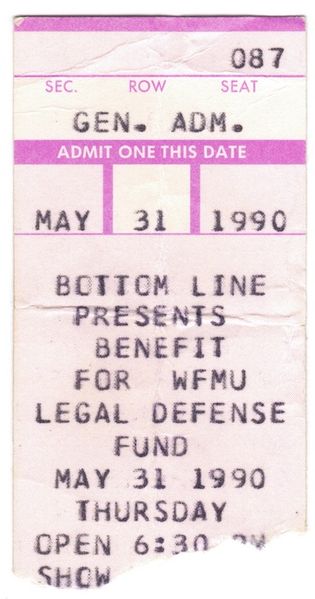 087
SEC. ROW SEAT
GEN. ADM.
ADMIT ONE THIS DATE
MAY 31 1990
BOTTOM LINE
PRESENTS
BENEFIT
FOR WFMU
LEGAL DEFENSE
FUND
MAY 31 1990
THURSDAY
OPEN 6:30 PM
SHOW